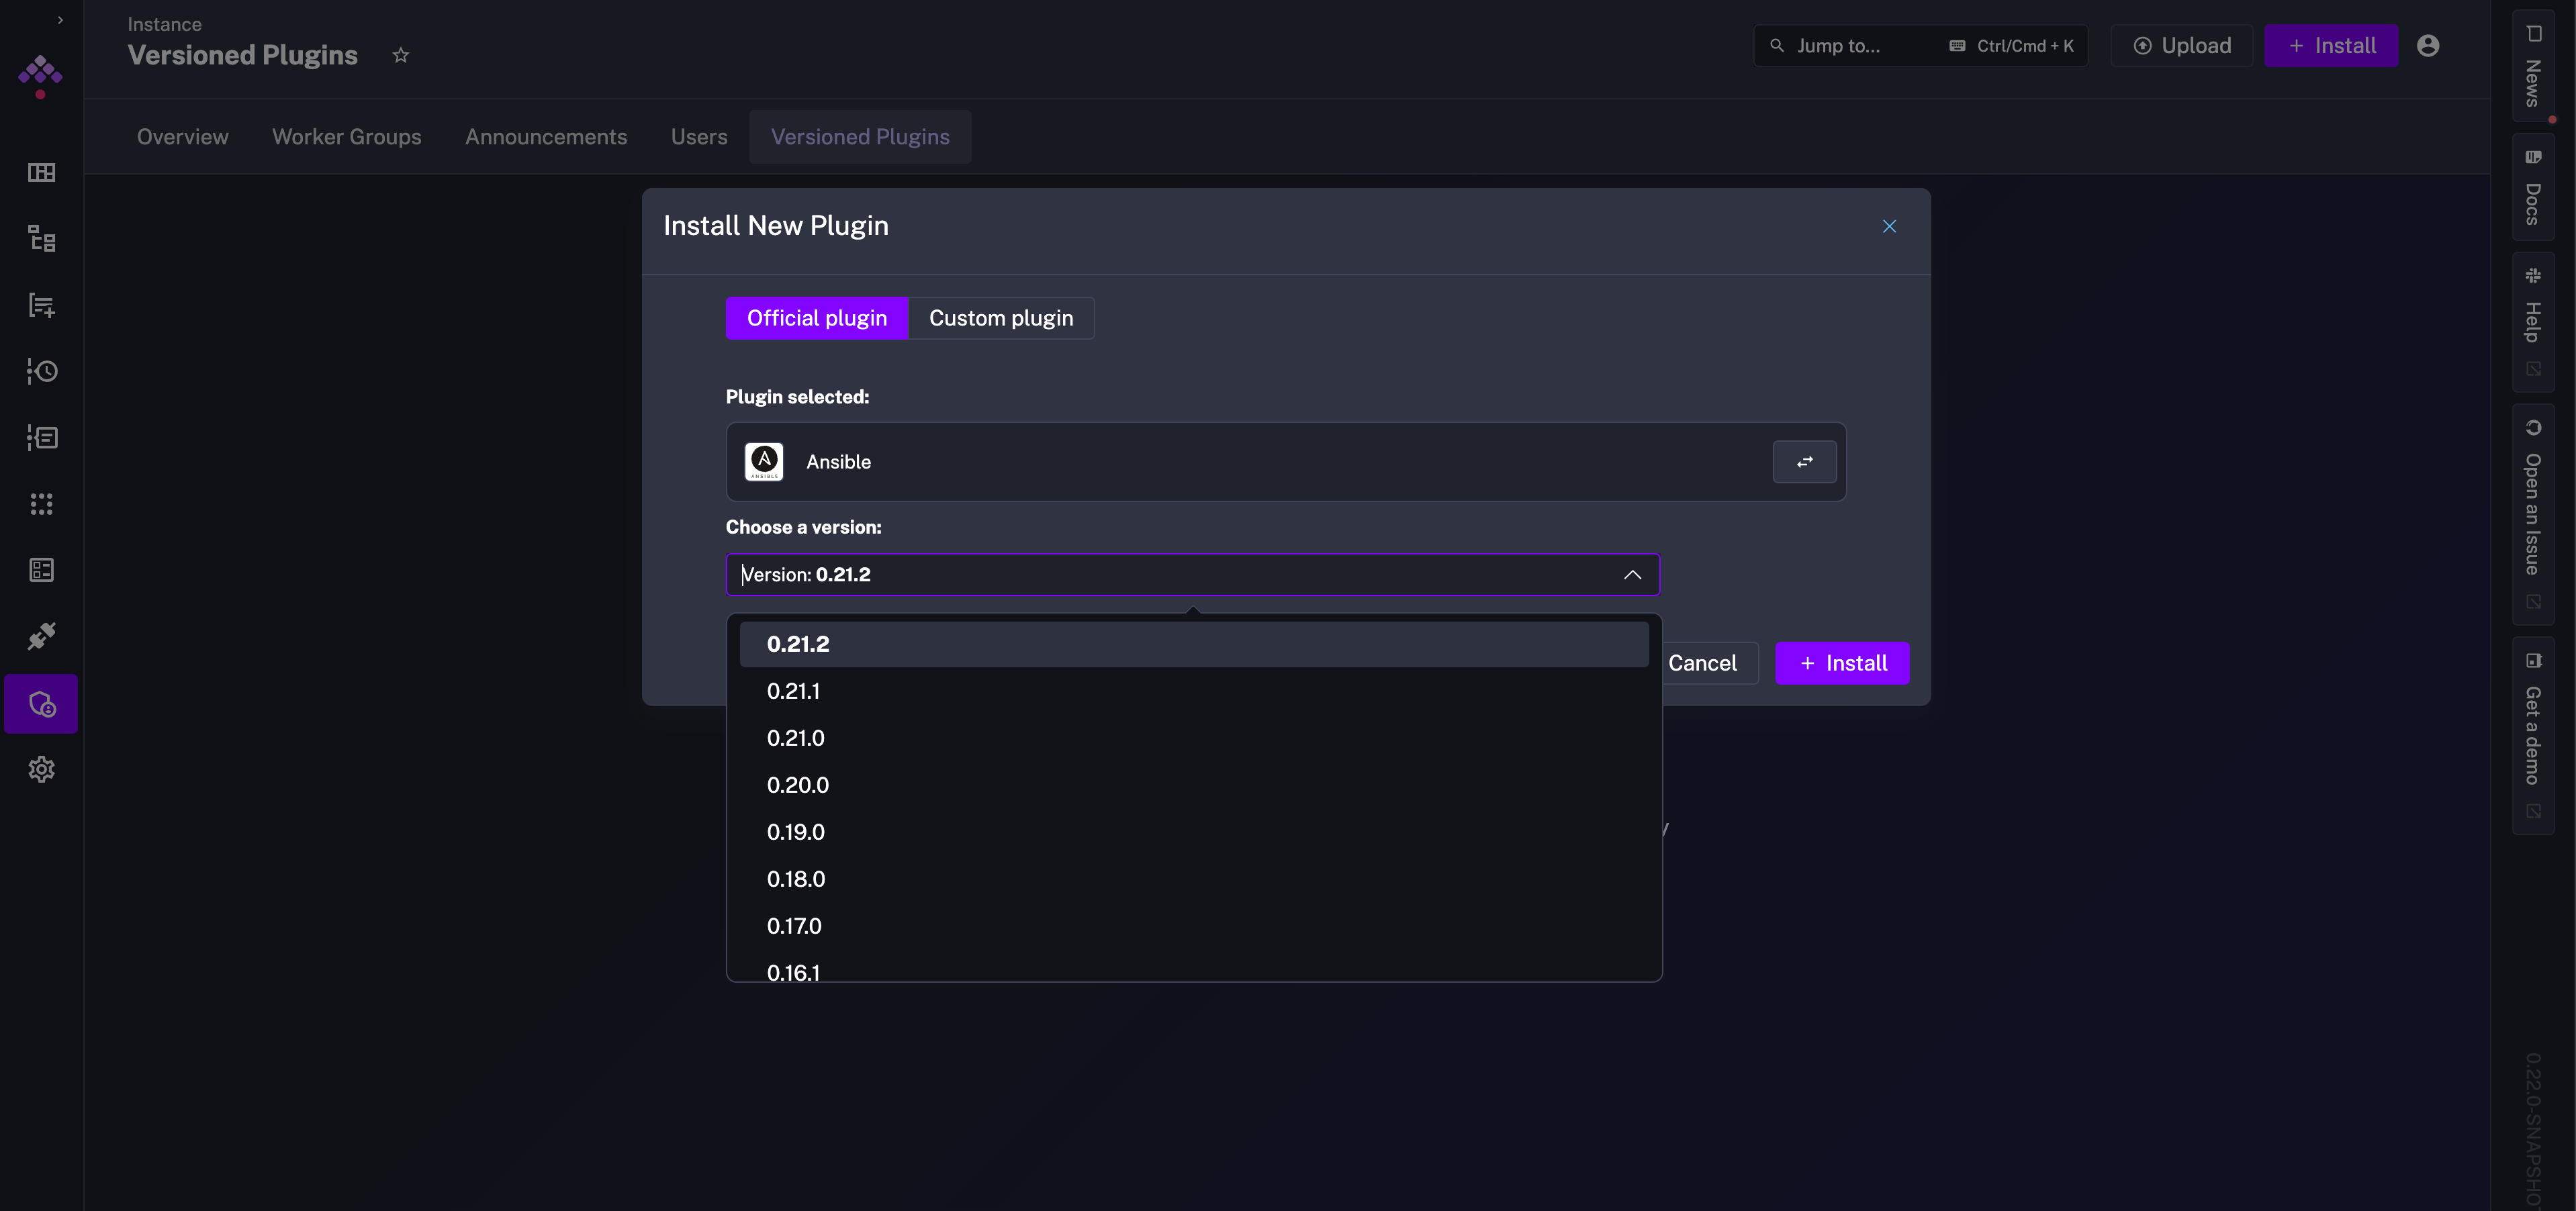 Instance
Versioned Plugins
Jump to...
Ctrl/Cmd + K
Upload
+ Install
Overview
Worker Groups
Announcements
Users
Versioned Plugins
Install New Plugin
Official plugin
Custom plugin
Plugin selected:
ANSIBLE
Ansible
Choose a version:
Version: 0.21.2
0.21.2
0.21.1
0.21.0
0.20.0
0.19.0
0.18.0
0.17.0
0.16.1
Cancel
+ Install
News
Docs
Help
Open an Issue
Get a demo
0.22.0-SNAPSHO